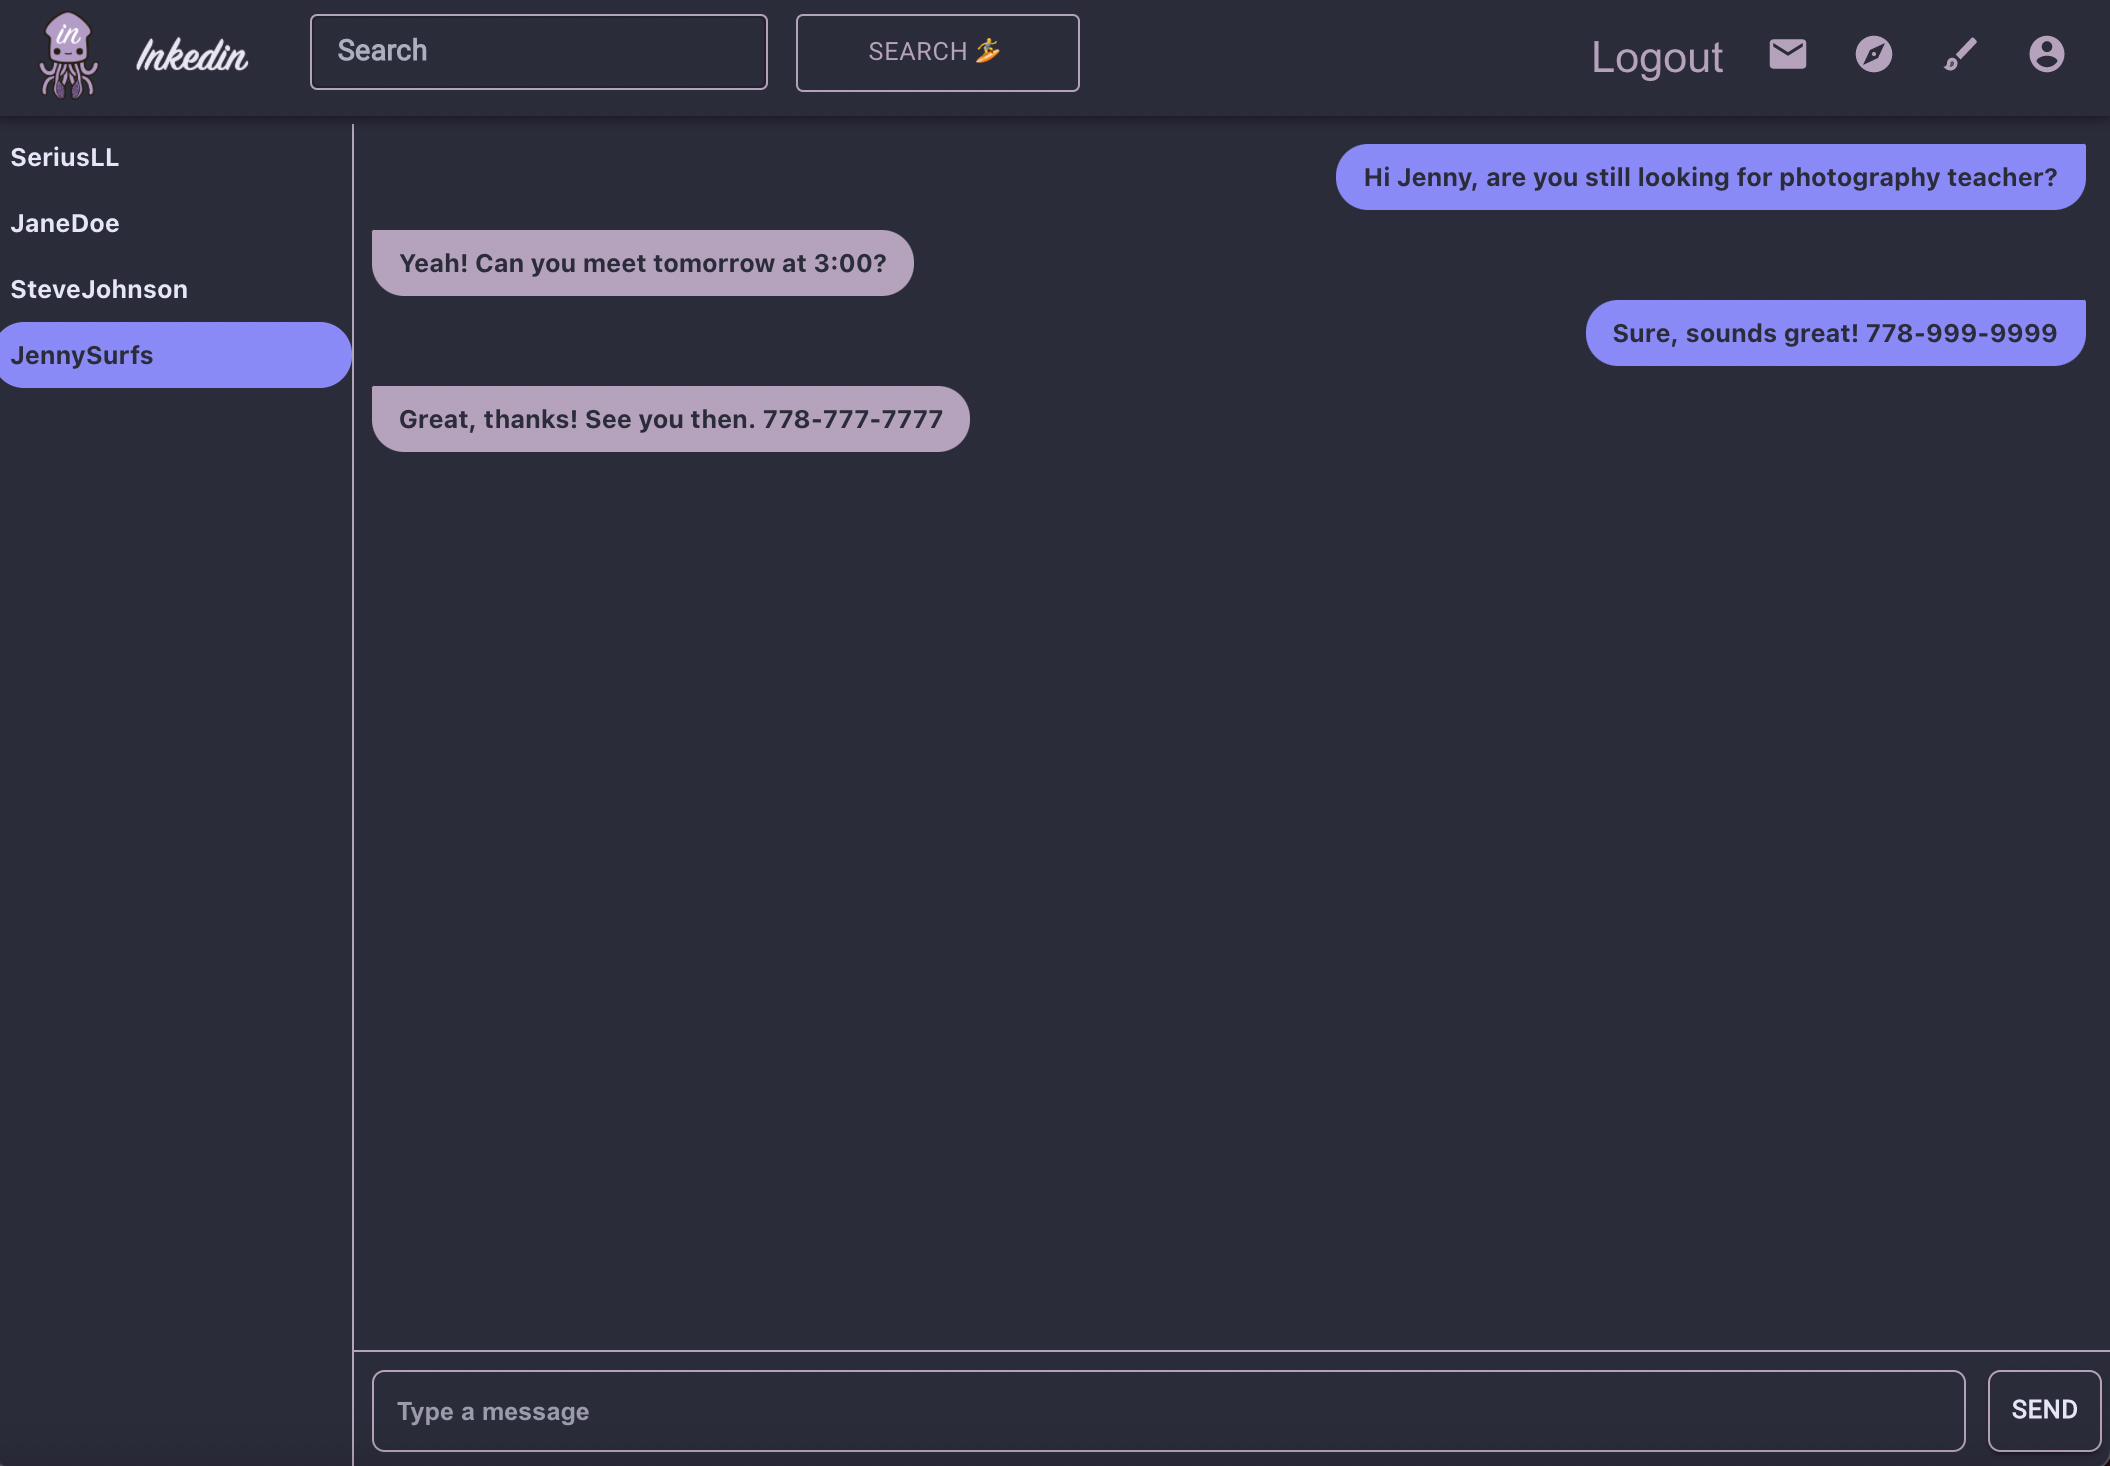 in
Inkedin
Search
SEARCH 🏄
Logout
SeriusLL
JaneDoe
SteveJohnson
JennySurfs
Hi Jenny, are you still looking for photography teacher?
Yeah! Can you meet tomorrow at 3:00?
Sure, sounds great! 778-999-9999
Great, thanks! See you then. 778-777-7777
Type a message
SEND